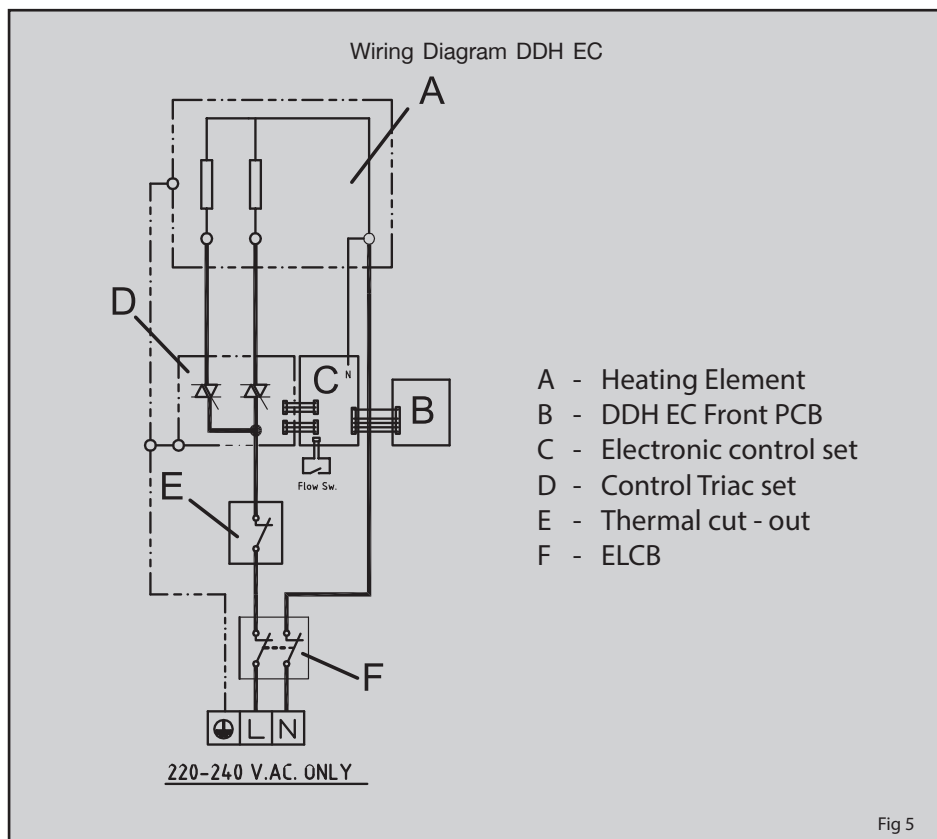 Wiring Diagram DDH EC
A
D
C
N
B
Flow Sw.
E
F
L N
220-240 V.AC. ONLY
A - Heating Element
B - DDH EC Front PCB
C - Electronic control set
D - Control Triac set
E - Thermal cut - out
F - ELCB
Fig 5